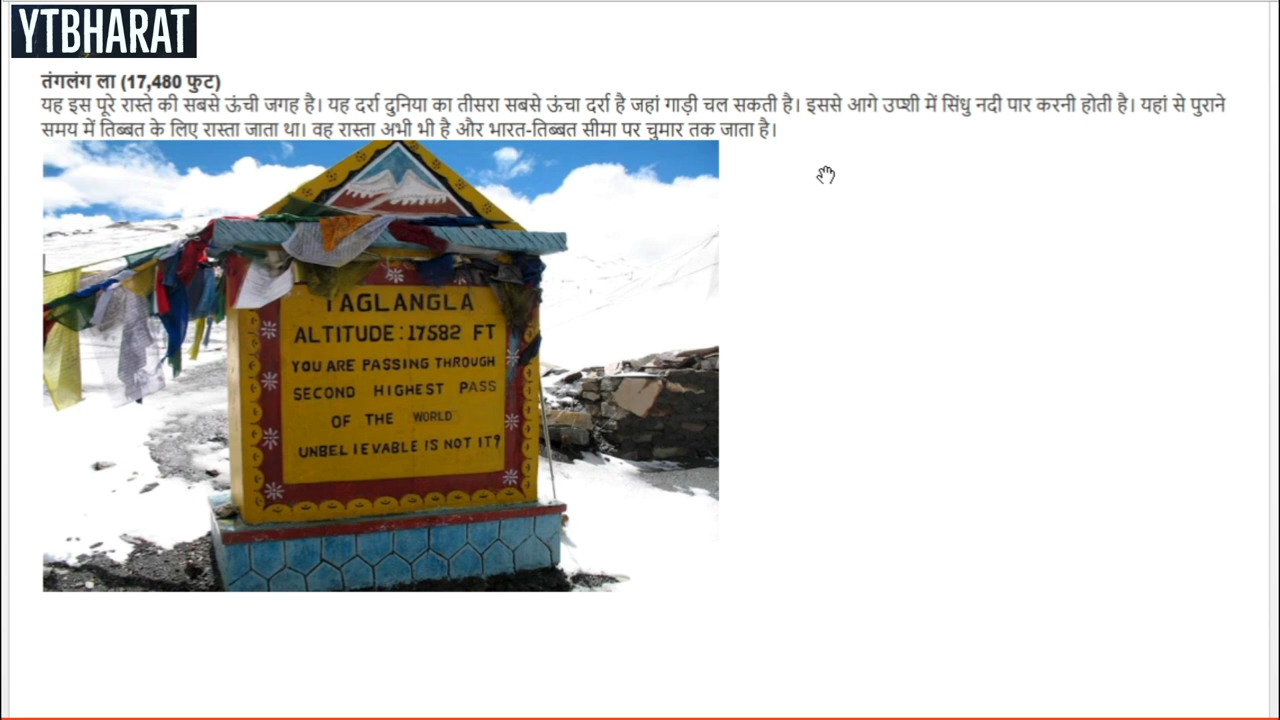 YTBHARAT
तंगलंग ला (17,480 फुट)
यह इस पूरे रास्ते की सबसे ऊंची जगह है। यह दर्रा दुनिया का तीसरा सबसे ऊंचा दर्रा है जहां गाड़ी चल सकती है। इससे आगे उप्शी में सिंधु नदी पार करनी होती है। यहां से पुराने
समय में तिब्बत के लिए रास्ता जाता था। वह रास्ता अभी भी है और भारत-तिब्बत सीमा पर चुमार तक जाता है।
TAGLANGLA
ALTITUDE : 17582 FT
YOU ARE PASSING THROUGH
SECOND HIGHEST PASS
OF THE WORLD
UNBELIEVABLE IS NOT IT?